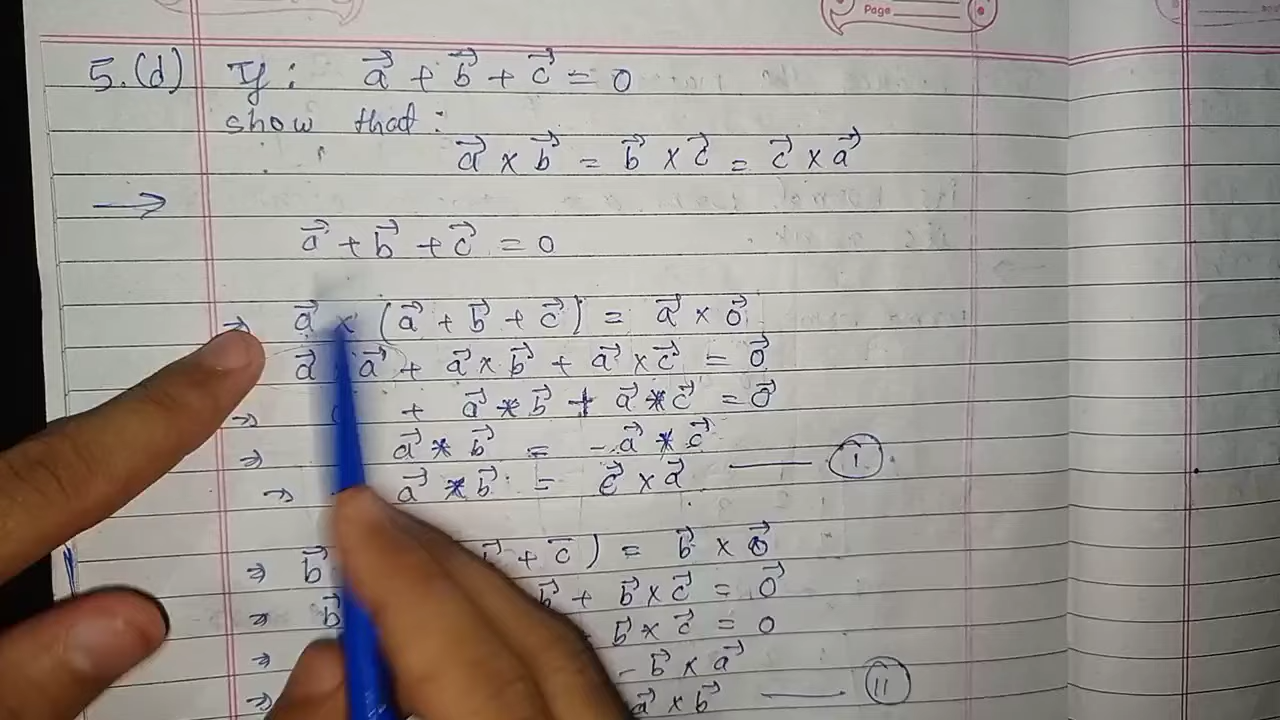 Page
5.(d) If: a⃗ + b⃗ + c⃗ = 0
show that:
a⃗ × b⃗ = b⃗ × c⃗ = c⃗ × a⃗
→
a⃗ + b⃗ + c⃗ = 0
⇒ a⃗ × (a⃗ + b⃗ + c⃗) = a⃗ × 0⃗
a⃗ a⃗ + a⃗ × b⃗ + a⃗ × c⃗ = 0⃗
⇒ + a⃗ × b⃗ + a⃗ × c⃗ = 0⃗
⇒ a⃗ × b⃗ = - a⃗ × c⃗
⇒ a⃗ × b⃗ = c⃗ × a⃗ —— (I).
⇒ b⃗ b⃗ + c⃗) = b⃗ × 0⃗
⇒ b⃗ b⃗ + b⃗ × c⃗ = 0⃗
⇒ b⃗ × c⃗ = 0
⇒ - b⃗ × a⃗
⇒ a⃗ × b⃗ —— (II)